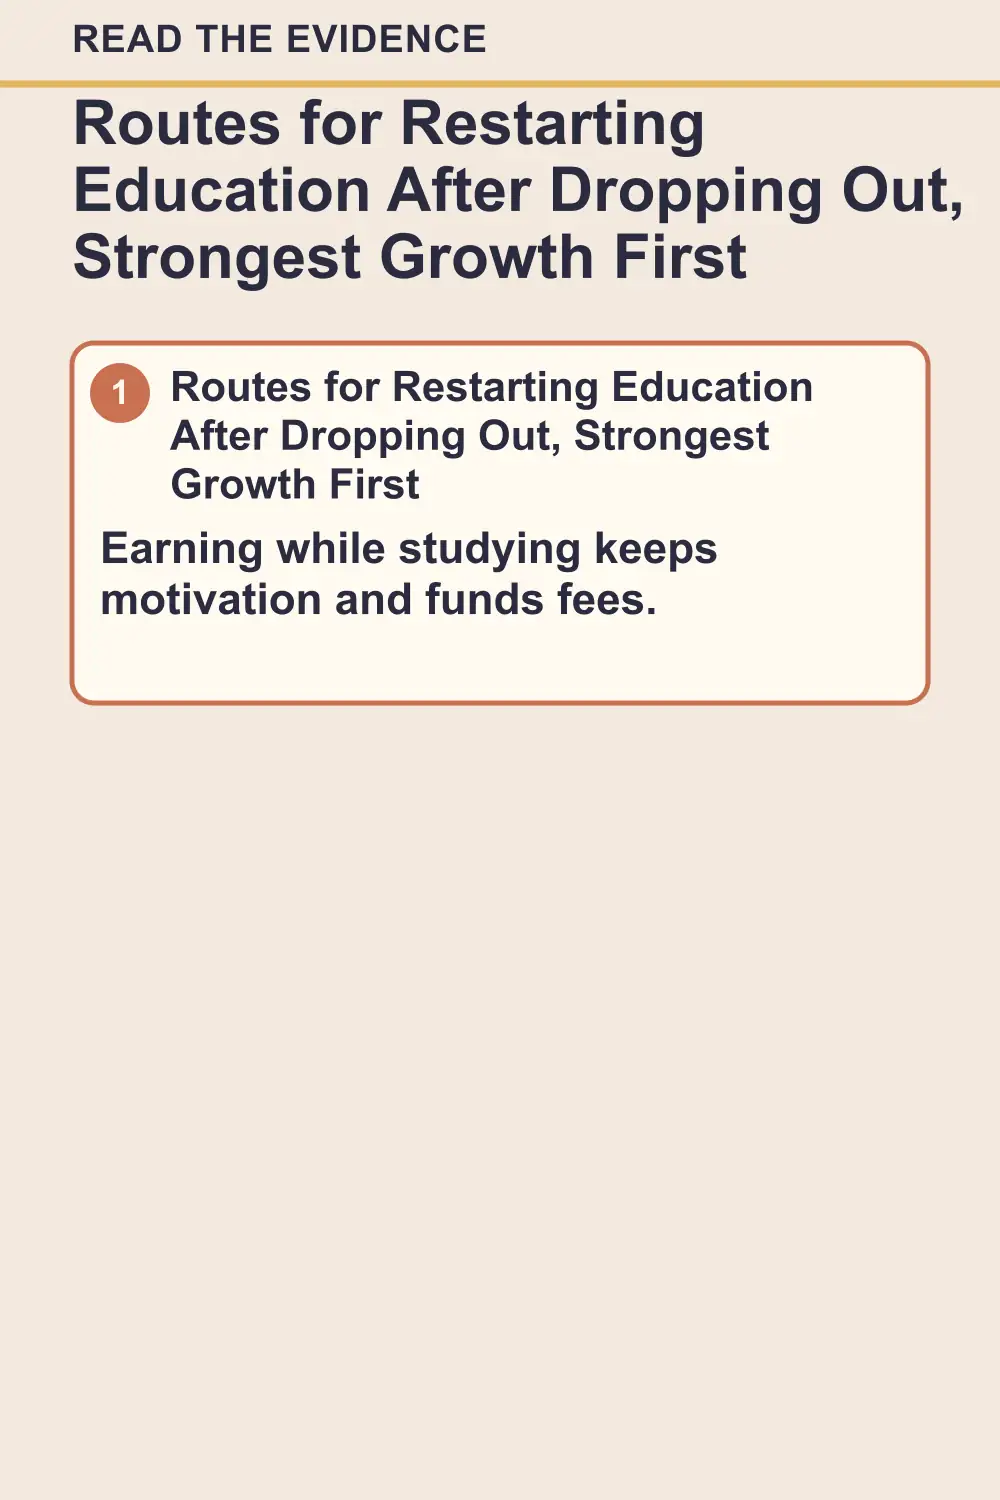 READ THE EVIDENCE
Routes for Restarting
Education After Dropping Out,
Strongest Growth First
1
Routes for Restarting Education
After Dropping Out, Strongest
Growth First
Earning while studying keeps
motivation and funds fees.